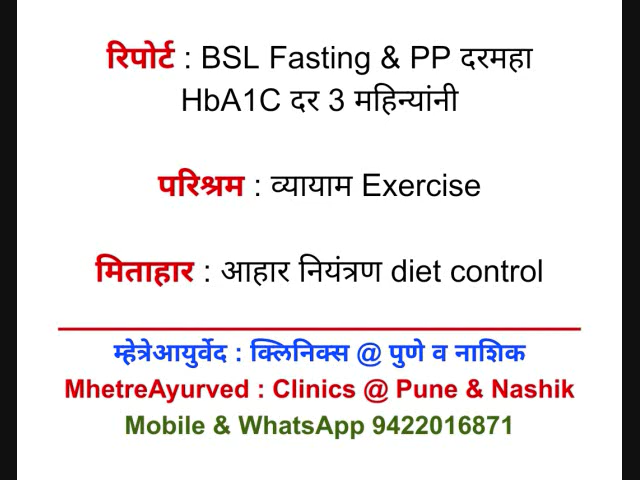 रिपोर्ट : BSL Fasting & PP दरमहा
HbA1C दर 3 महिन्यांनी
परिश्रम : व्यायाम Exercise
मिताहार : आहार नियंत्रण diet control
म्हेत्रेआयुर्वेद : क्लिनिक्स @ पुणे व नाशिक
MhetreAyurved : Clinics @ Pune & Nashik
Mobile & WhatsApp 9422016871